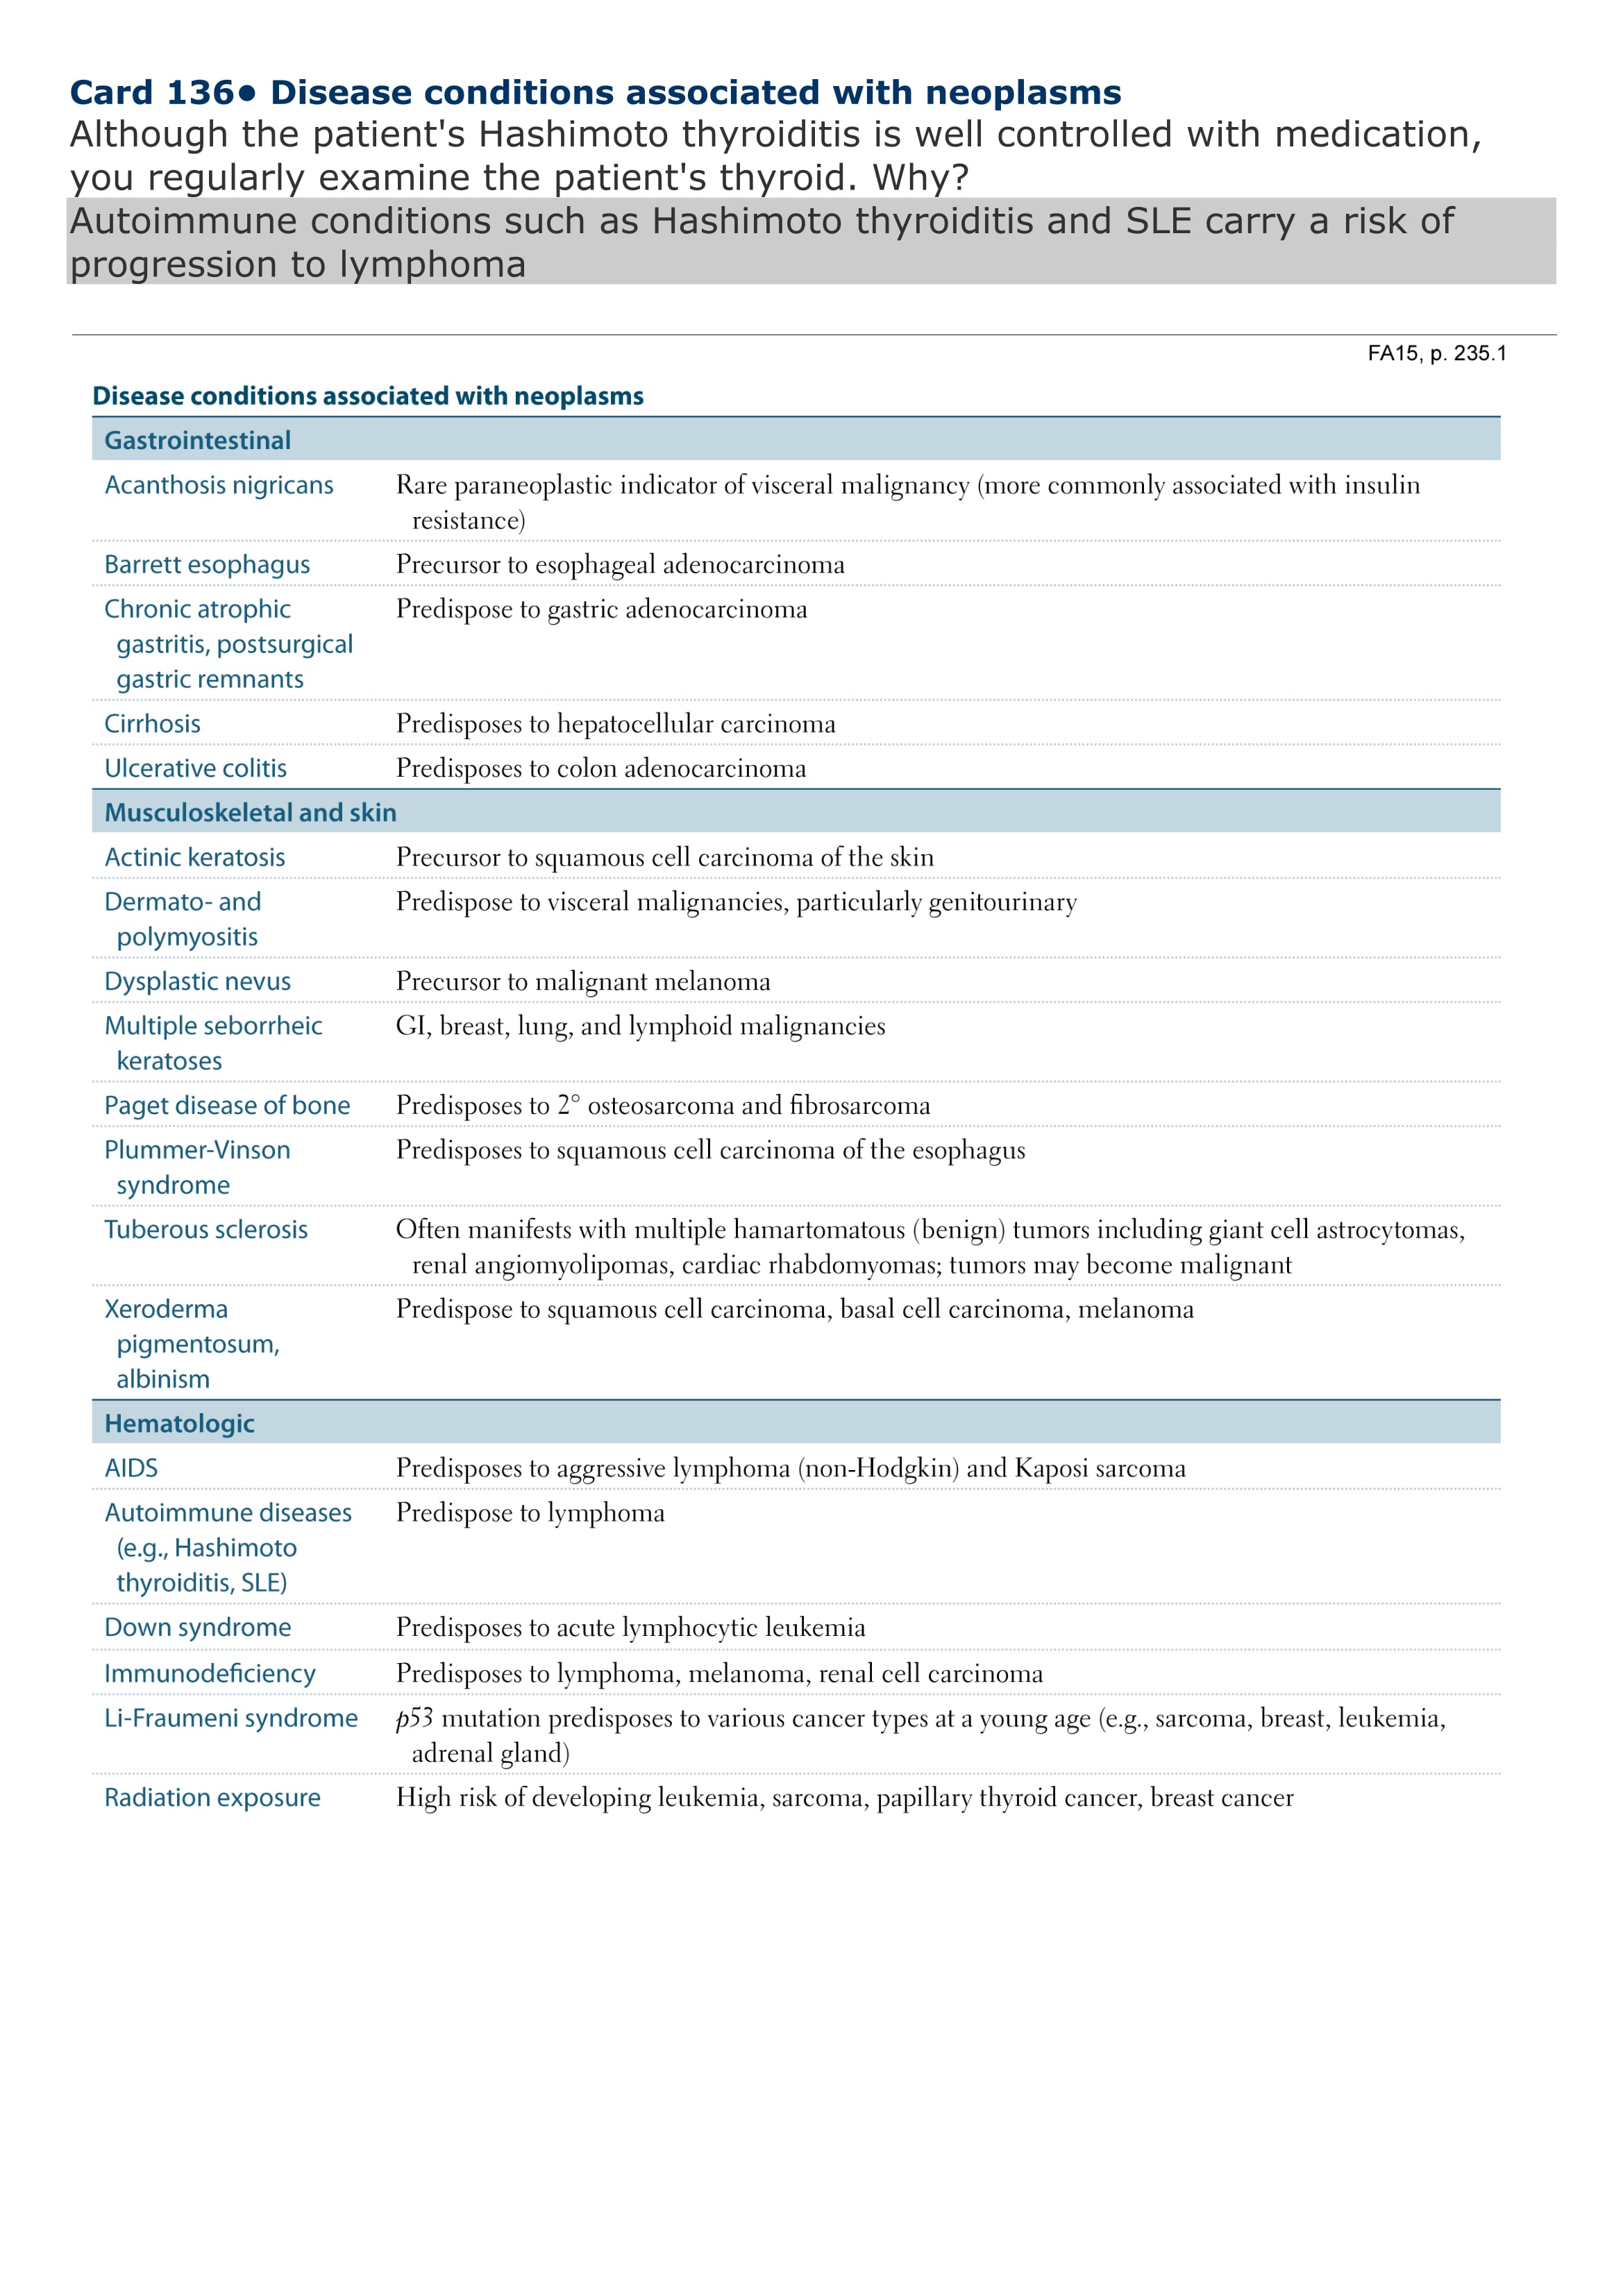 Card 136● Disease conditions associated with neoplasms
Although the patient's Hashimoto thyroiditis is well controlled with medication,
you regularly examine the patient's thyroid. Why?
Autoimmune conditions such as Hashimoto thyroiditis and SLE carry a risk of
progression to lymphoma
FA15, p. 235.1
Disease conditions associated with neoplasms
Gastrointestinal
Acanthosis nigricans Rare paraneoplastic indicator of visceral malignancy (more commonly associated with insulin
resistance)
Barrett esophagus Precursor to esophageal adenocarcinoma
Chronic atrophic Predispose to gastric adenocarcinoma
gastritis, postsurgical
gastric remnants
Cirrhosis Predisposes to hepatocellular carcinoma
Ulcerative colitis Predisposes to colon adenocarcinoma
Musculoskeletal and skin
Actinic keratosis Precursor to squamous cell carcinoma of the skin
Dermato- and Predispose to visceral malignancies, particularly genitourinary
polymyositis
Dysplastic nevus Precursor to malignant melanoma
Multiple seborrheic GI, breast, lung, and lymphoid malignancies
keratoses
Paget disease of bone Predisposes to 2° osteosarcoma and fibrosarcoma
Plummer-Vinson Predisposes to squamous cell carcinoma of the esophagus
syndrome
Tuberous sclerosis Often manifests with multiple hamartomatous (benign) tumors including giant cell astrocytomas,
renal angiomyolipomas, cardiac rhabdomyomas; tumors may become malignant
Xeroderma Predispose to squamous cell carcinoma, basal cell carcinoma, melanoma
pigmentosum,
albinism
Hematologic
AIDS Predisposes to aggressive lymphoma (non-Hodgkin) and Kaposi sarcoma
Autoimmune diseases Predispose to lymphoma
(e.g., Hashimoto
thyroiditis, SLE)
Down syndrome Predisposes to acute lymphocytic leukemia
Immunodeficiency Predisposes to lymphoma, melanoma, renal cell carcinoma
Li-Fraumeni syndrome p53 mutation predisposes to various cancer types at a young age (e.g., sarcoma, breast, leukemia,
adrenal gland)
Radiation exposure High risk of developing leukemia, sarcoma, papillary thyroid cancer, breast cancer